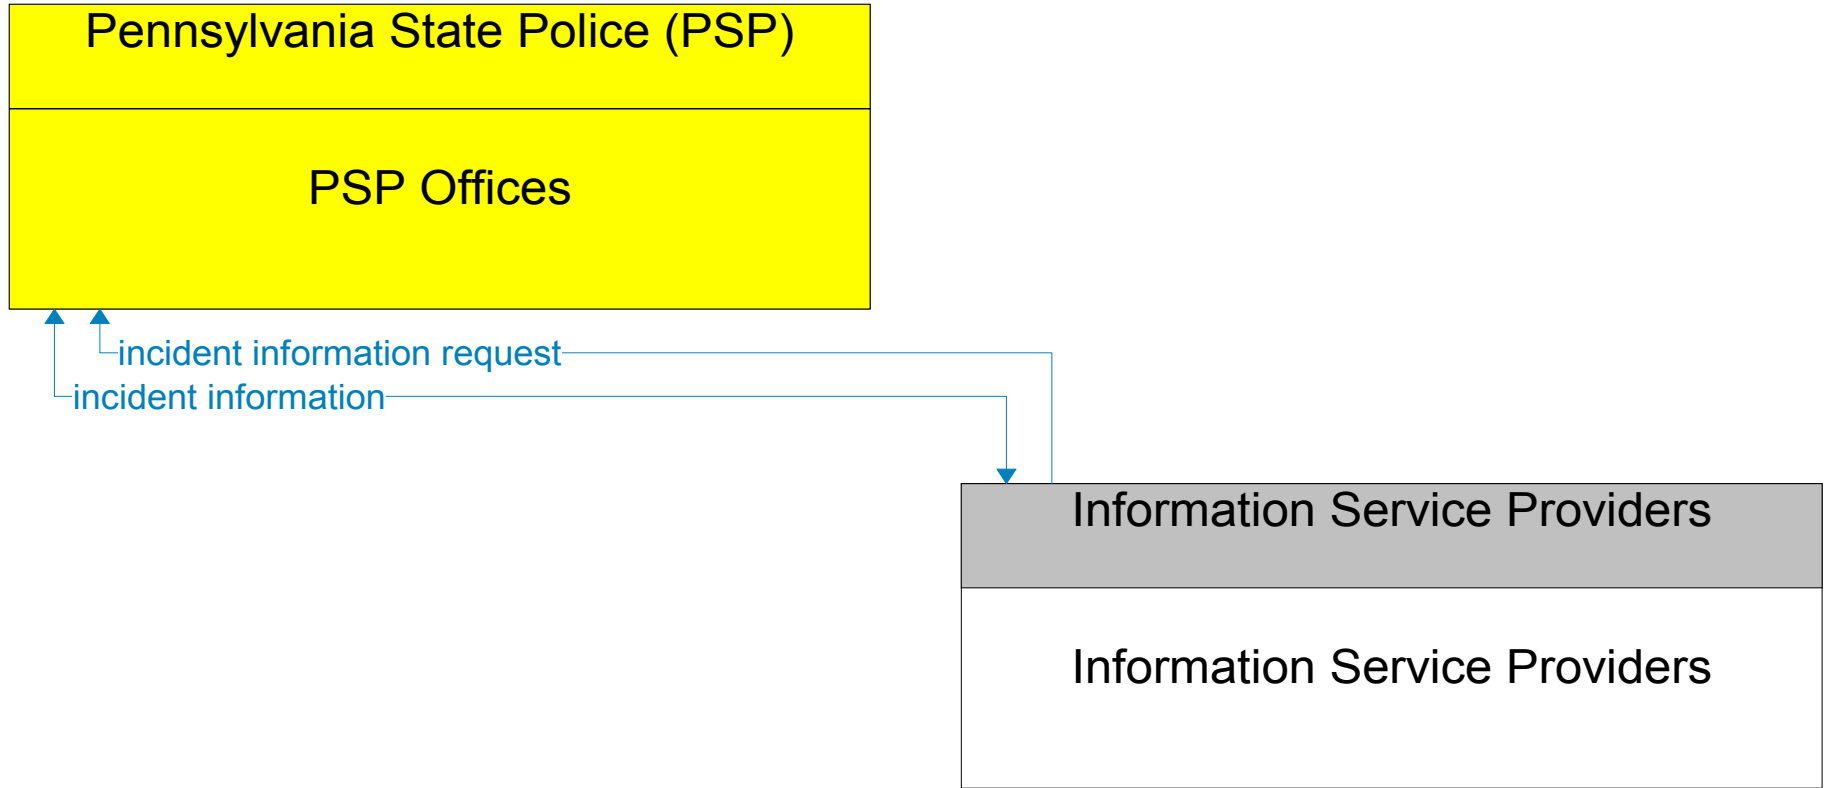 Pennsylvania State Police (PSP)
PSP Offices
incident information request
incident information
Information Service Providers
Information Service Providers